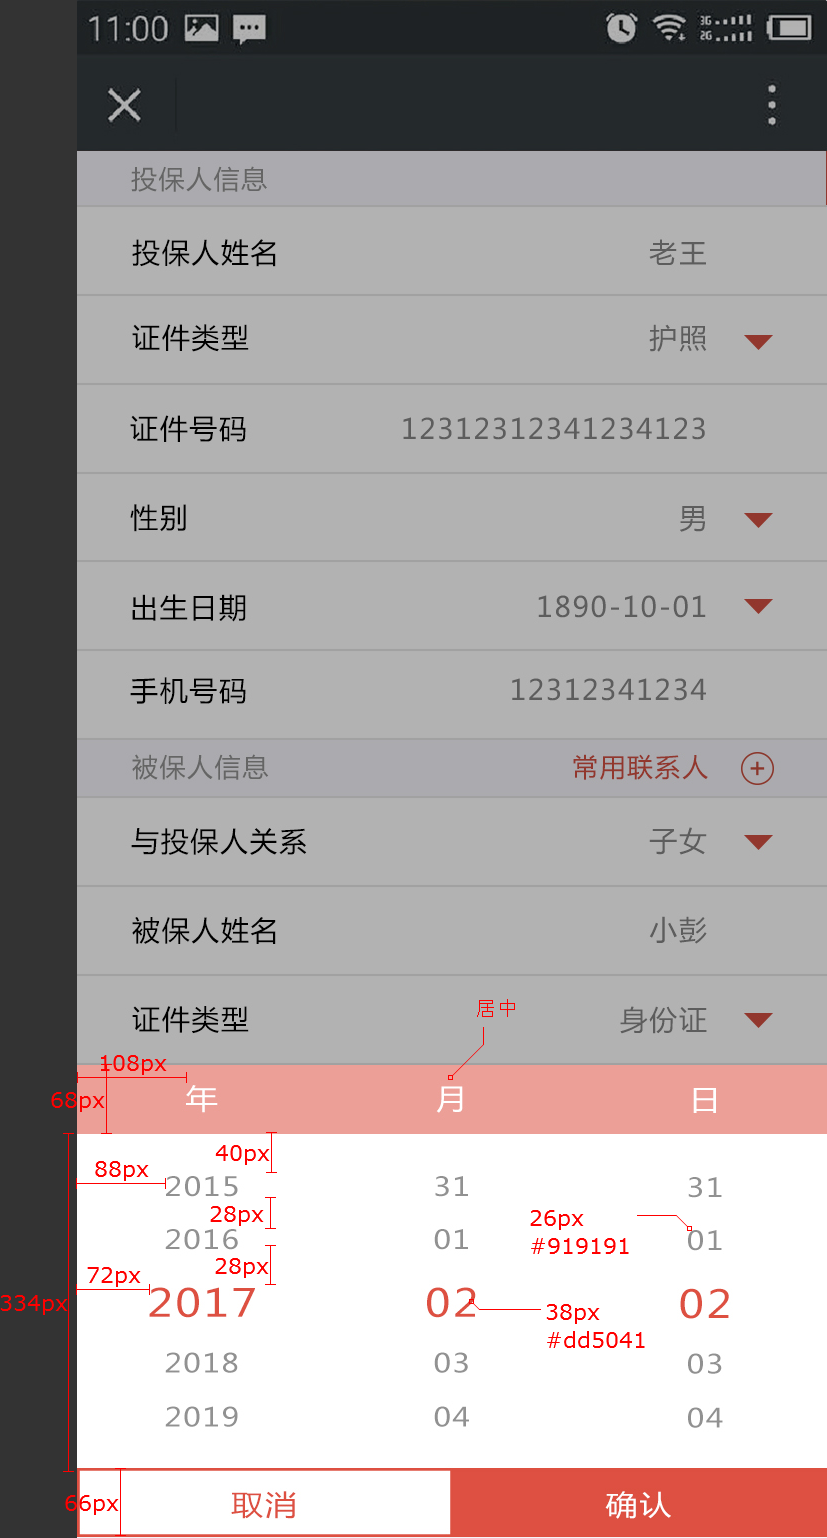 11:00 3G 2G
投保人信息
投保人姓名 老王
证件类型 护照
证件号码 12312312341234123
性别 男
出生日期 1890-10-01
手机号码 12312341234
被保人信息 常用联系人
与投保人关系 子女
被保人姓名 小彭
证件类型 身份证
居中
108px
68px 年 月 日
40px
88px 2015 31 31
28px 26px
2016 01 #919191 01
28px
72px
334px 2017 02 38px 02
#dd5041
2018 03 03
2019 04 04
66px 取消 确认